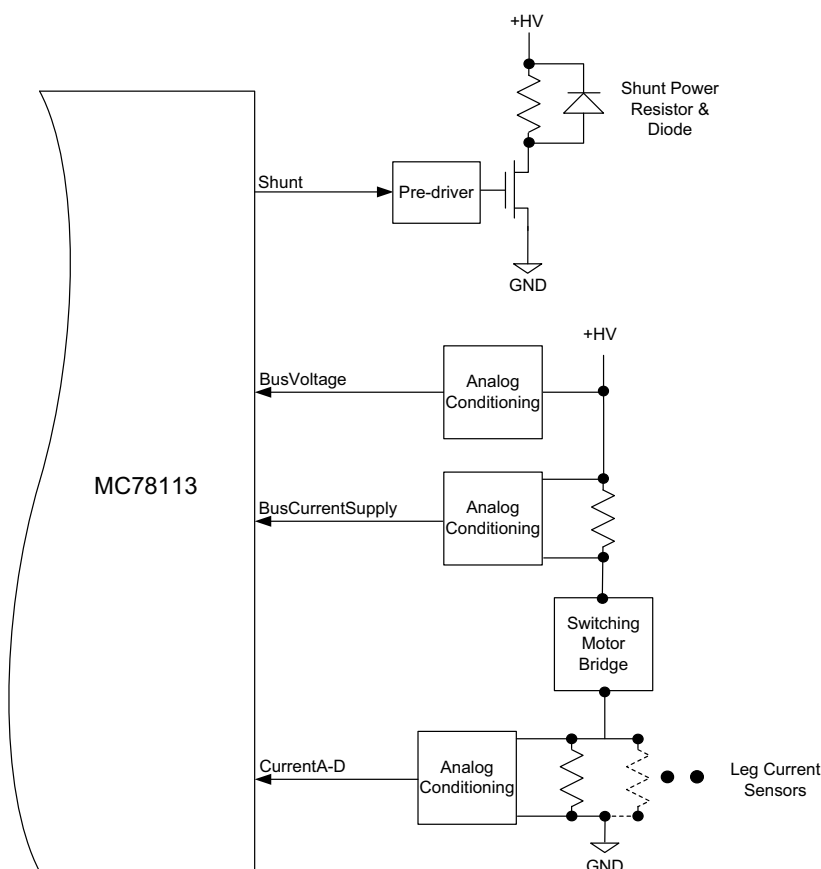 +HV
Shunt Power
Resistor &
Diode
Shunt
Pre-driver
GND
+HV
BusVoltage
Analog
Conditioning
MC78113
BusCurrentSupply
Analog
Conditioning
Switching
Motor
Bridge
CurrentA-D
Analog
Conditioning
Leg Current
Sensors
GND